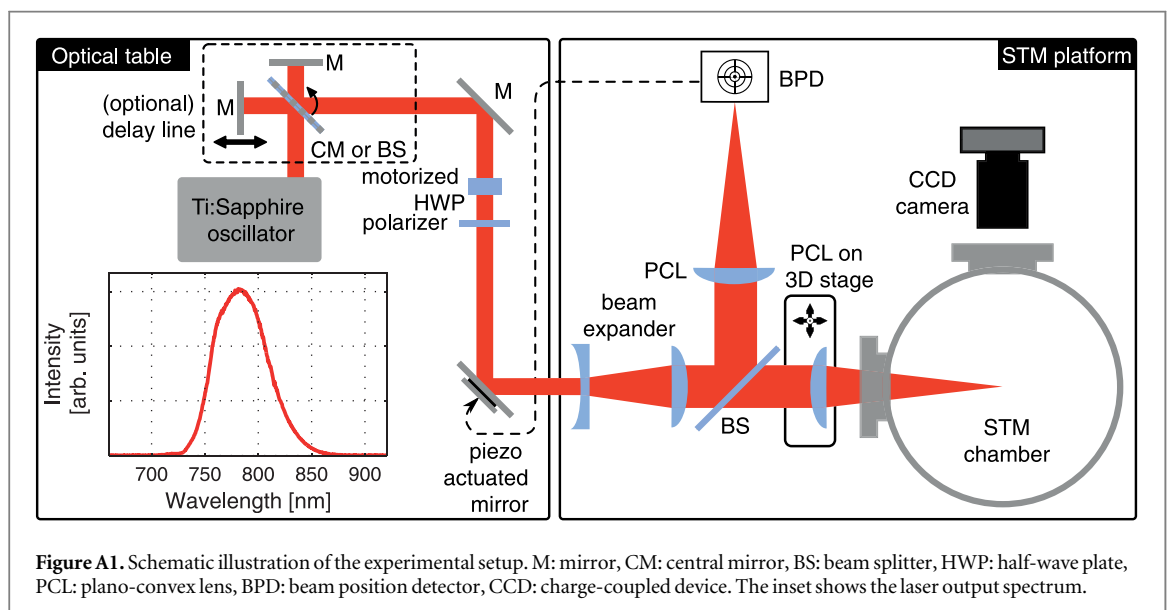 Optical table
STM platform
M
M
M
(optional)
delay line
CM or BS
Ti:Sapphire
oscillator
motorized
HWP
polarizer
BPD
CCD
camera
PCL
PCL on
3D stage
beam
expander
BS
STM
chamber
piezo
actuated
mirror
Intensity
[arb. units]
700 750 800 850 900
Wavelength [nm]
Figure A1. Schematic illustration of the experimental setup. M: mirror, CM: central mirror, BS: beam splitter, HWP: half-wave plate,
PCL: plano-convex lens, BPD: beam position detector, CCD: charge-coupled device. The inset shows the laser output spectrum.